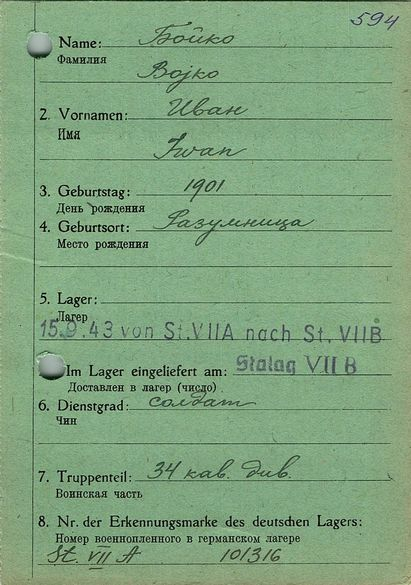 594
Name: Бойко
Фамилия
Bojko
2. Vornamen: Иван
Имя
Iwan
3. Geburtstag: 1901
День рождения
4. Geburtsort: Разумница
Место рождения
5. Lager:
Лагер
15.9.43 von St.VIIA nach St. VIIB
Im Lager eingeliefert am: Stalag VII B
Доставлен в лагер (число)
6. Dienstgrad: солдат
Чин
7. Truppenteil: 34 кав. див.
Воинская часть
8. Nr. der Erkennungsmarke des deutschen Lagers:
Номер военнопленного в германском лагере
St. VII A 101316